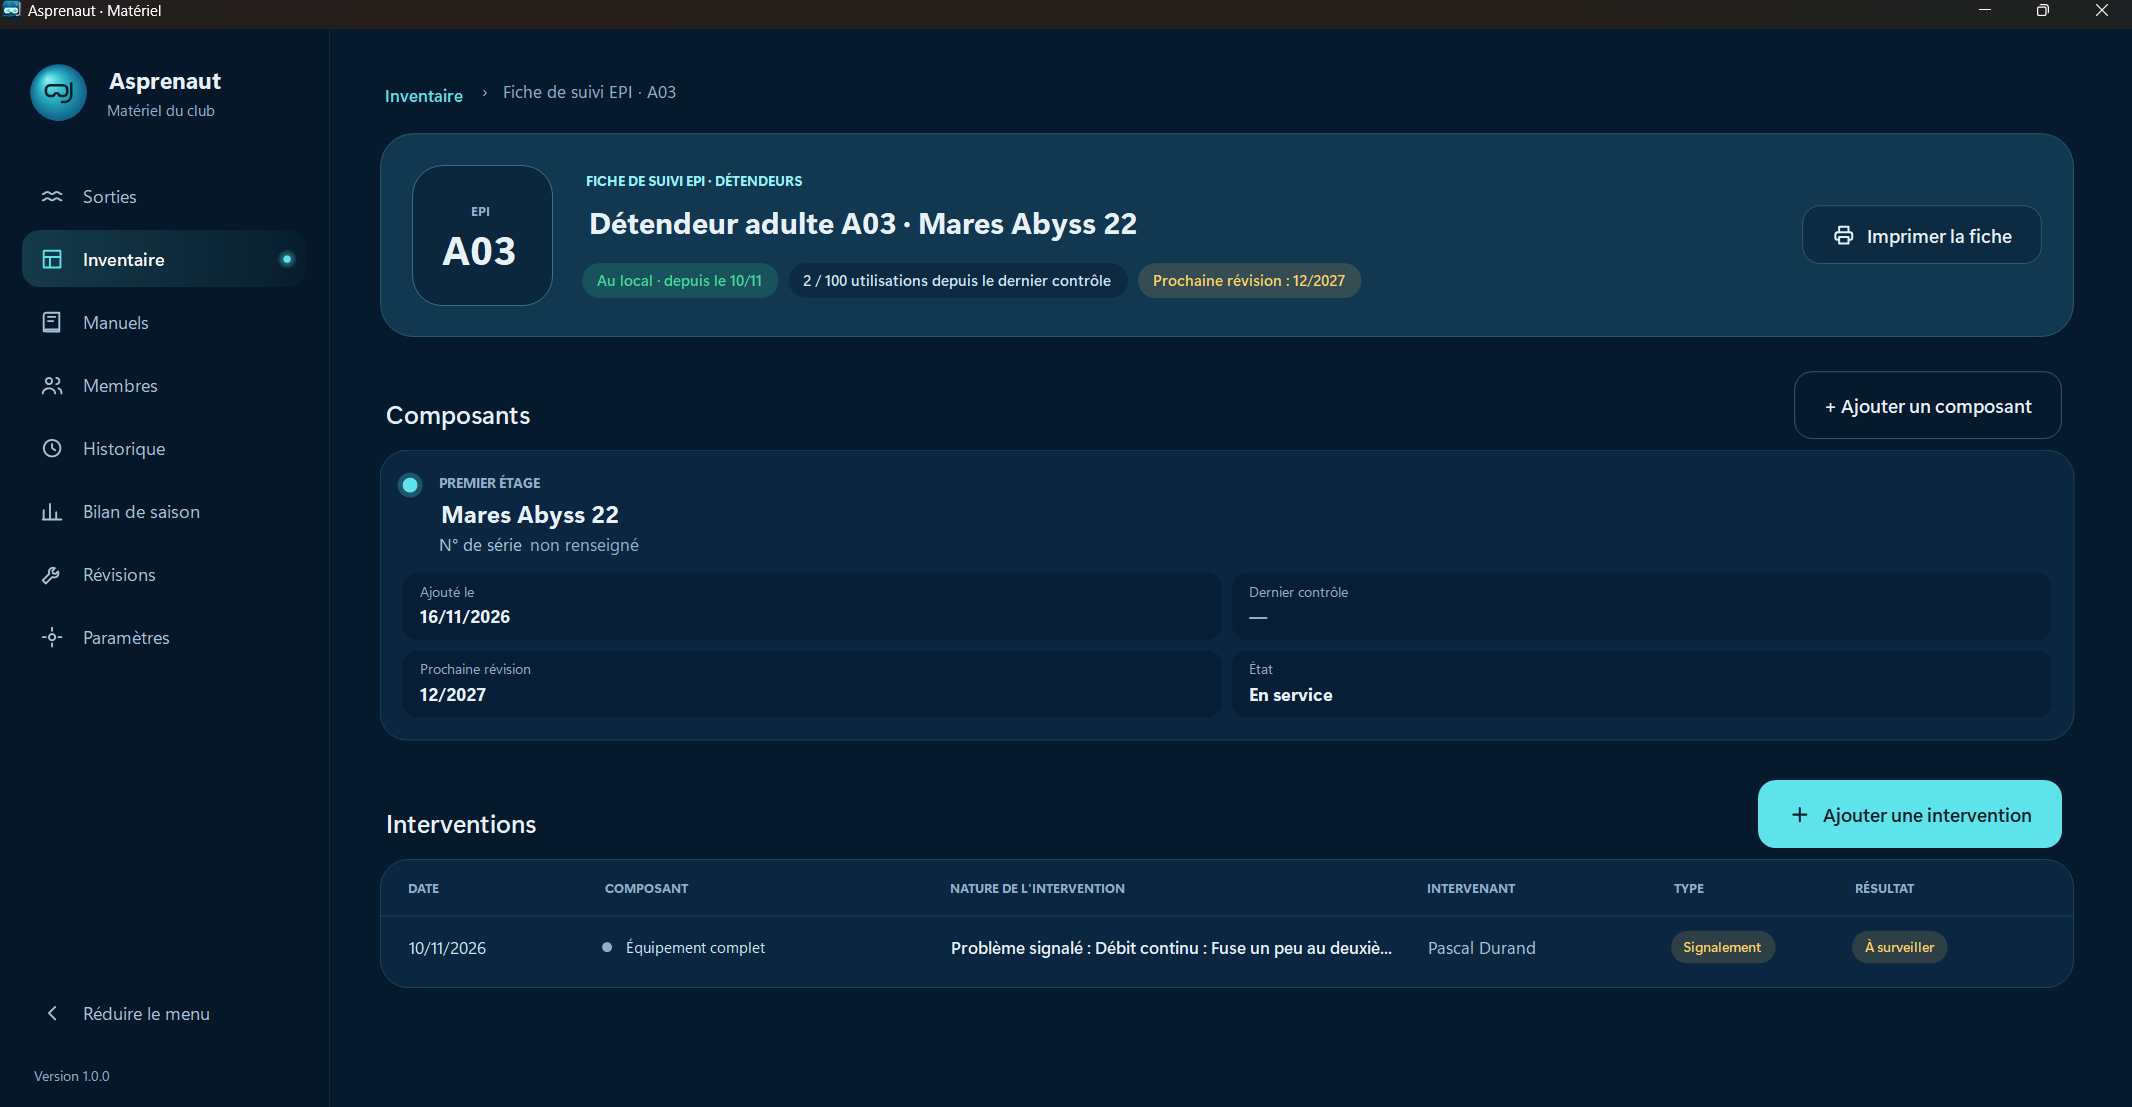 Asprenaut · Matériel
Asprenaut
Matériel du club
Sorties
Inventaire
Manuels
Membres
Historique
Bilan de saison
Révisions
Paramètres
Réduire le menu
Version 1.0.0
Inventaire › Fiche de suivi EPI · A03
EPI
A03
FICHE DE SUIVI EPI · DÉTENDEURS
Détendeur adulte A03 · Mares Abyss 22
Au local · depuis le 10/11
2 / 100 utilisations depuis le dernier contrôle
Prochaine révision : 12/2027
Imprimer la fiche
Composants
+ Ajouter un composant
PREMIER ÉTAGE
Mares Abyss 22
N° de série non renseigné
Ajouté le
16/11/2026
Dernier contrôle
—
Prochaine révision
12/2027
État
En service
Interventions
+ Ajouter une intervention
DATE COMPOSANT NATURE DE L'INTERVENTION INTERVENANT TYPE RÉSULTAT
10/11/2026 Équipement complet Problème signalé : Débit continu : Fuse un peu au deuxiè... Pascal Durand Signalement À surveiller